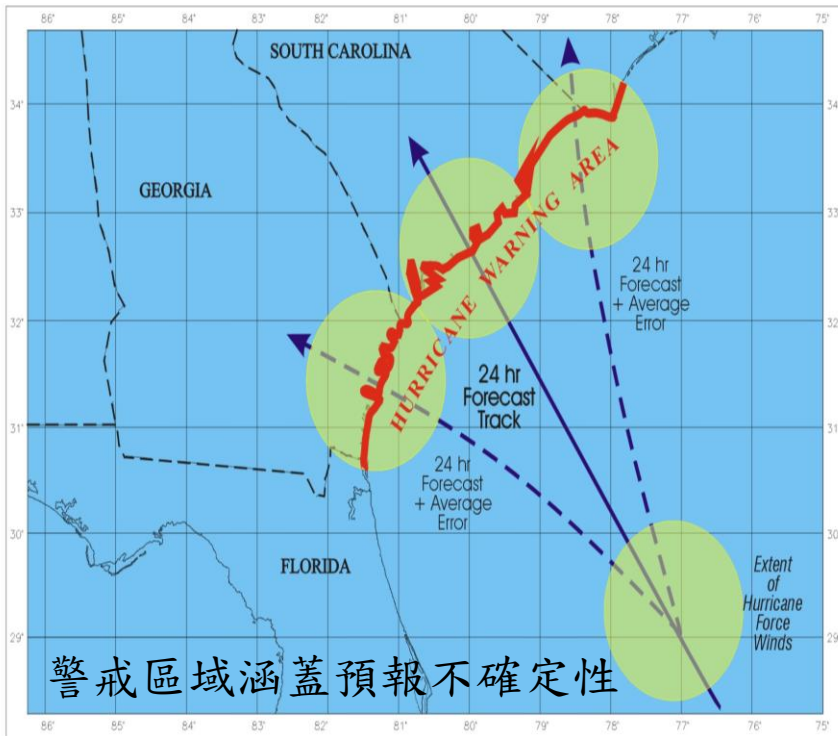 86° 85° 84° 83° 82° 81° 80° 79° 78° 77° 76° 75°
SOUTH CAROLINA
34° 34°
GEORGIA
33° 33°
HURRICANE WARNING AREA
24 hr
Forecast
+ Average
Error
32° 32°
24 hr
Forecast
Track
31° 31°
24 hr
Forecast
+ Average
Error
30° 30°
FLORIDA
Extent
of
Hurricane
Force
Winds
29° 29°
警戒區域涵蓋預報不確定性
86° 85° 84° 83° 82° 81° 80° 79° 78° 77° 76° 75°